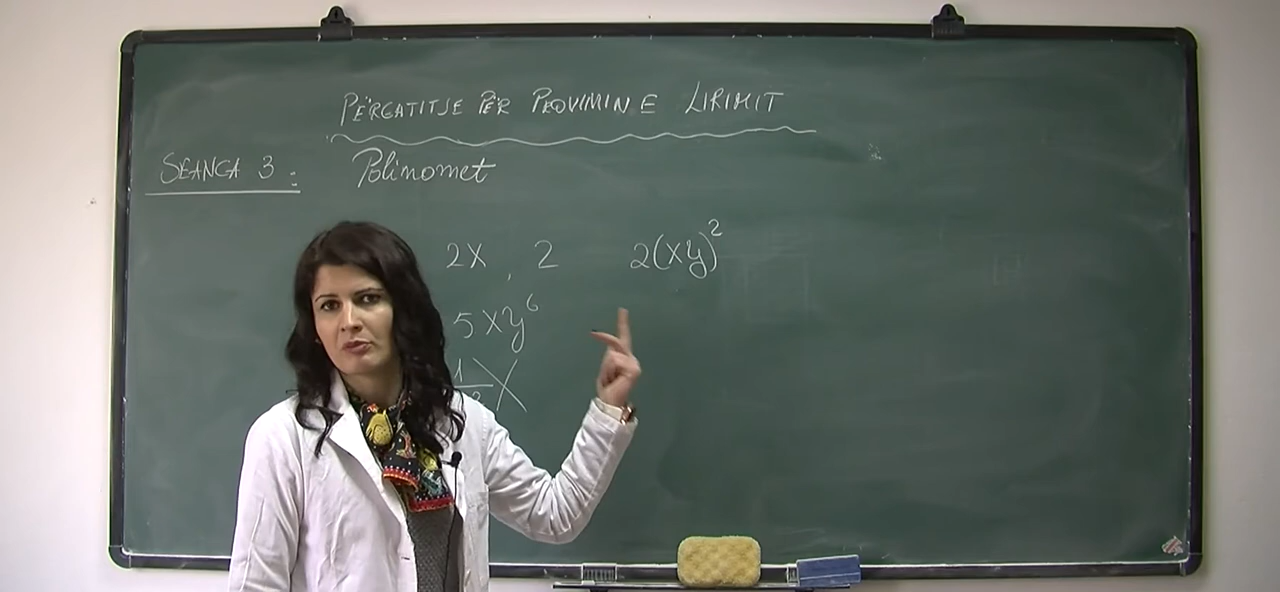 PËRGATITJE PËR PROVIMIN E LIRIMIT
SEANCA 3 : Polinomet
2x , 2 2(xy)²
5xy⁶